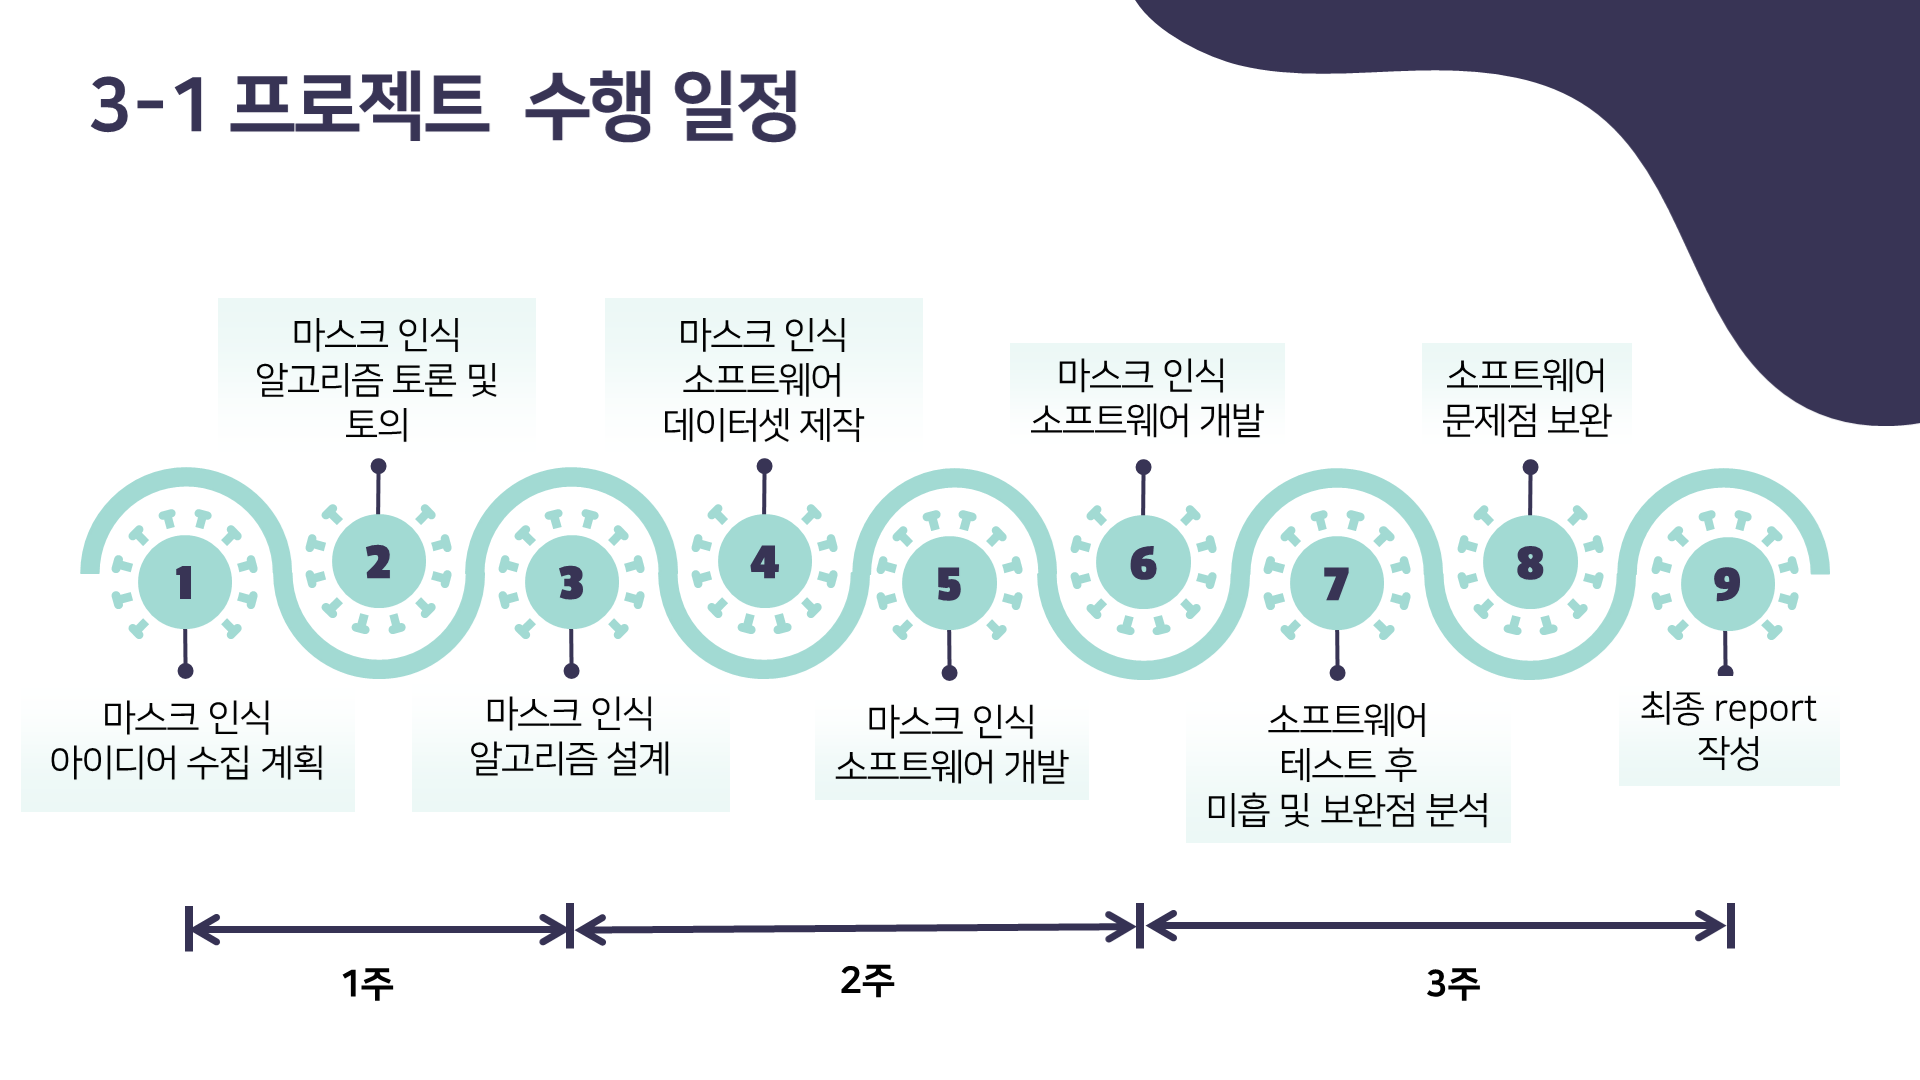 3-1 프로젝트 수행 일정
마스크 인식
알고리즘 토론 및
토의
마스크 인식
소프트웨어
데이터셋 제작
마스크 인식
소프트웨어 개발
소프트웨어
문제점 보완
1
2
3
4
5
6
7
8
9
마스크 인식
아이디어 수집 계획
마스크 인식
알고리즘 설계
마스크 인식
소프트웨어 개발
소프트웨어
테스트 후
미흡 및 보완점 분석
최종 report
작성
1주
2주
3주